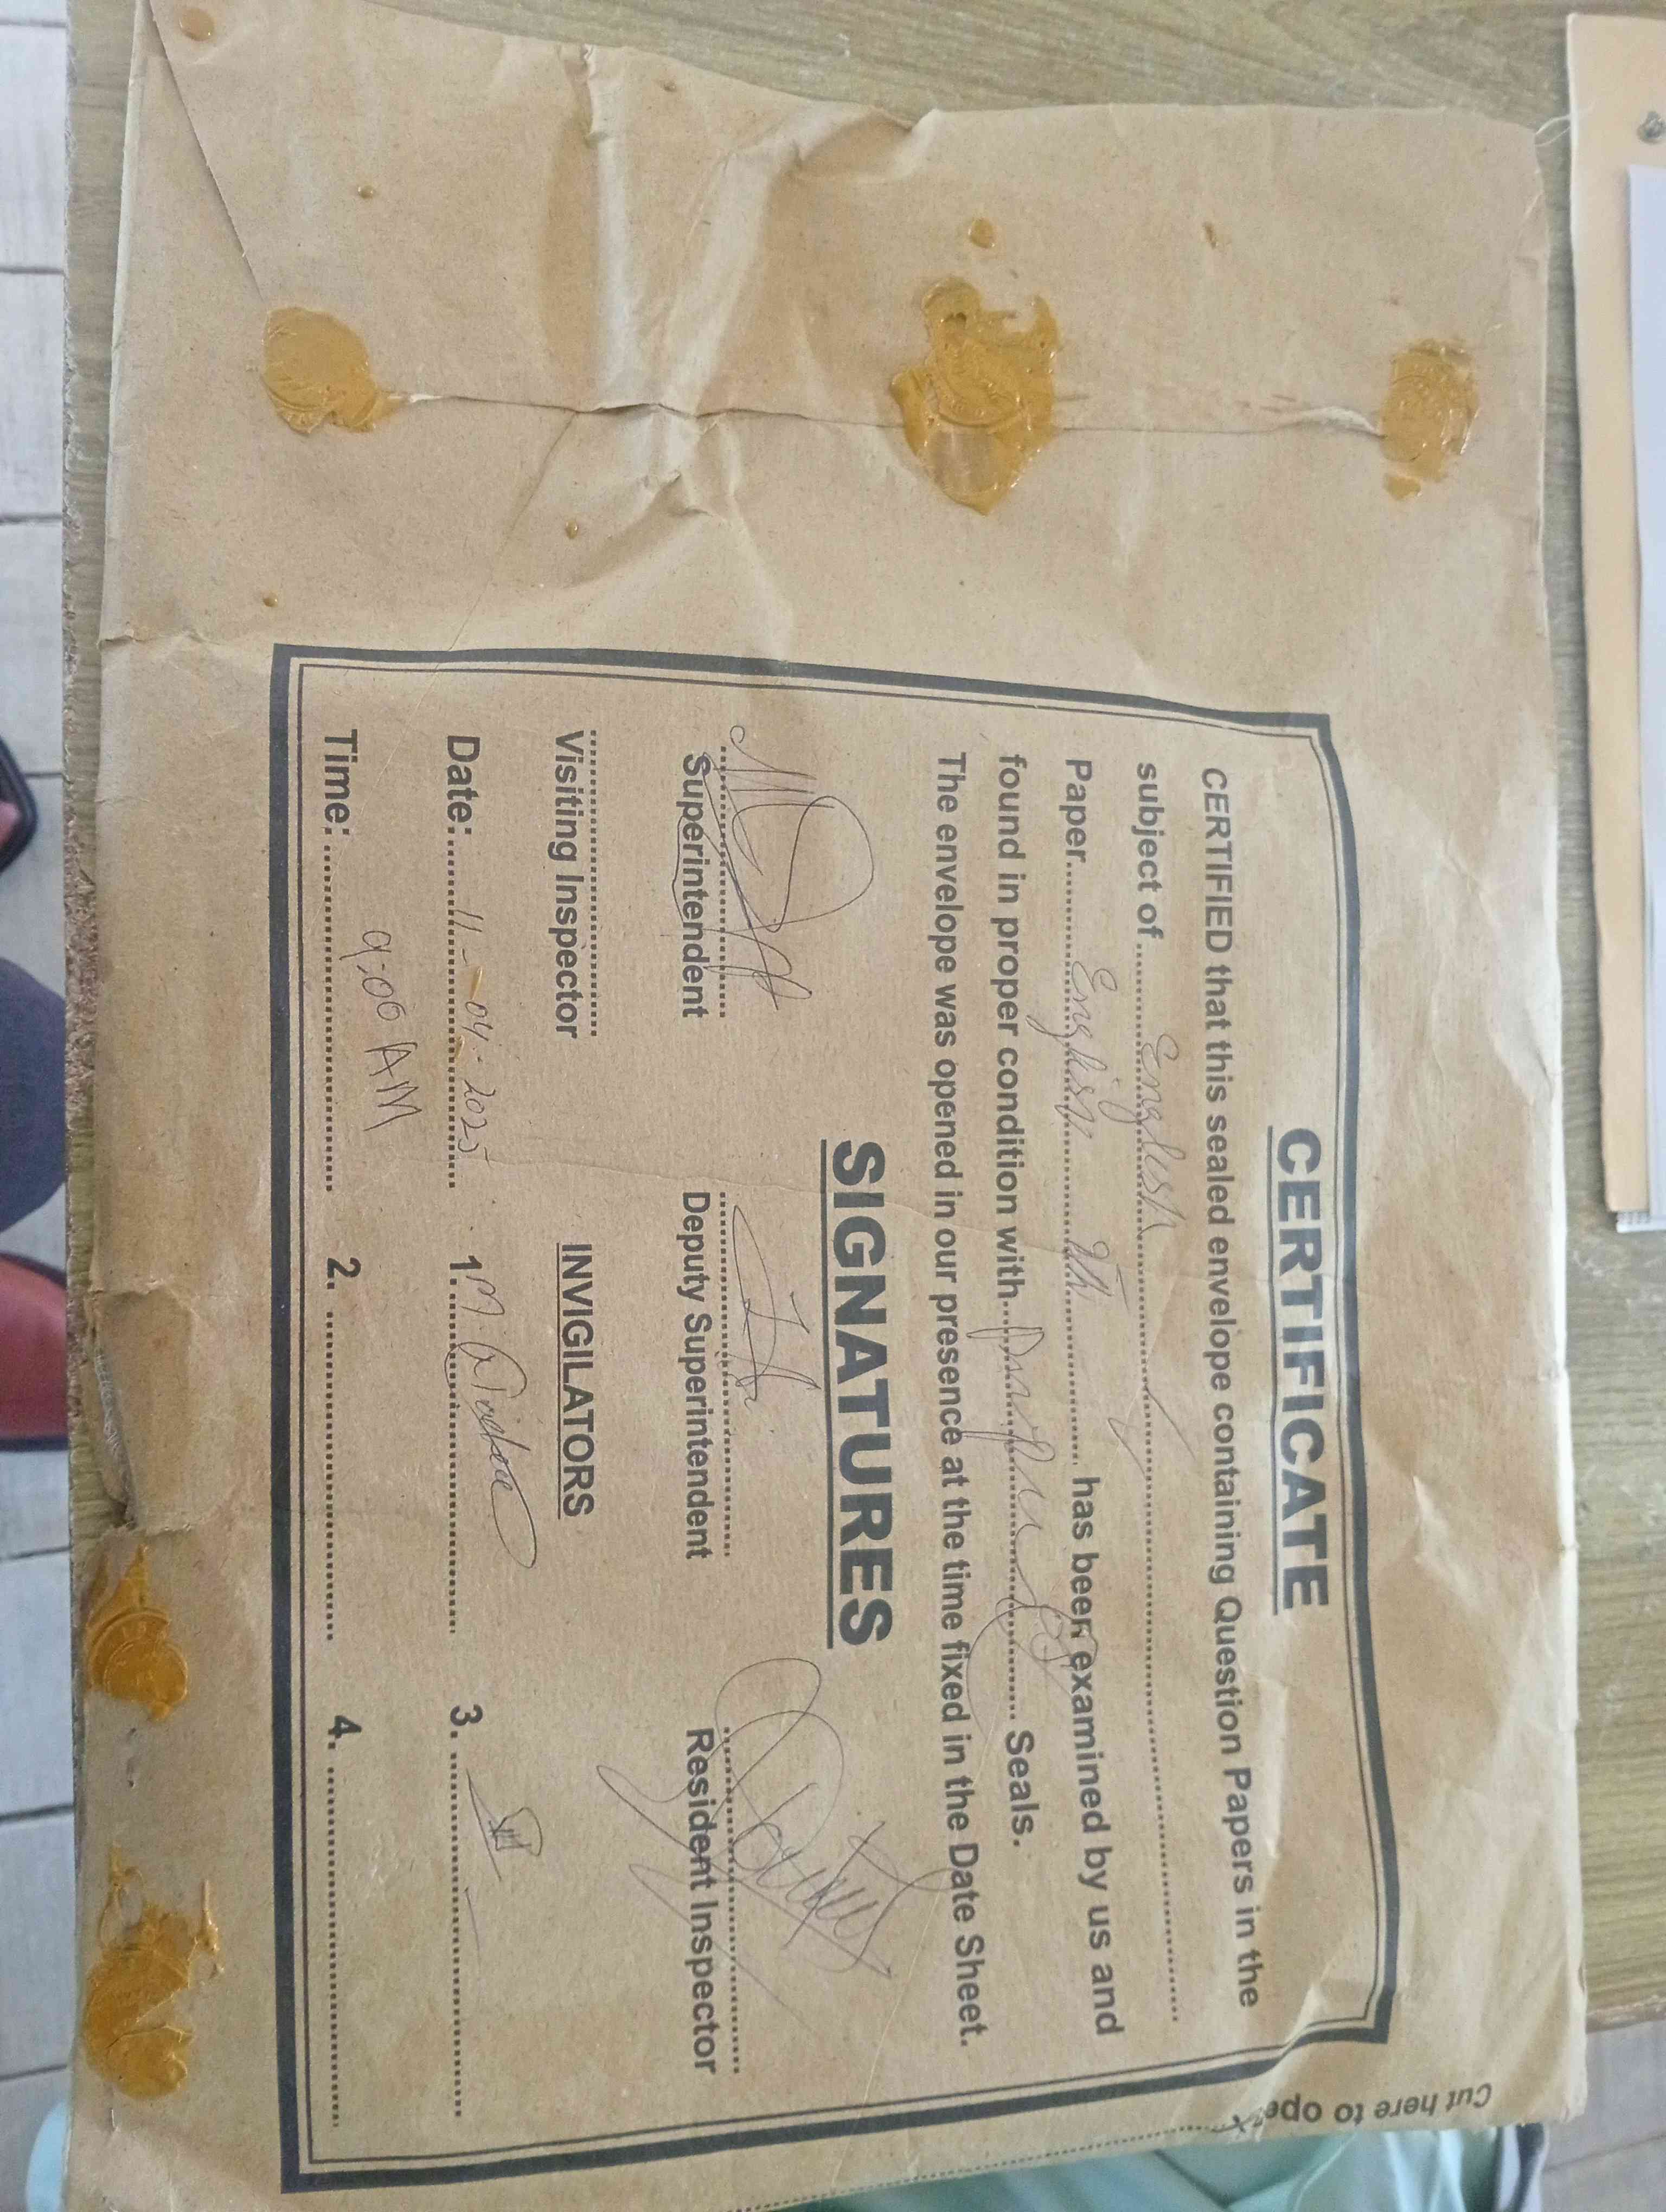 CERTIFICATE
CERTIFIED that this sealed envelope containing Question Papers in the
subject of .......... English ..........
Paper .......... English 9th .......... has been examined by us and
found in proper condition with .......... Seals.
The envelope was opened in our presence at the time fixed in the Date Sheet.
SIGNATURES
Superintendent Deputy Superintendent Resident Inspector
Visiting Inspector INVIGILATORS
Date: 11-04-2025 1. M. 3.
Time: 9:00 AM 2. 4.
Cut here to ope